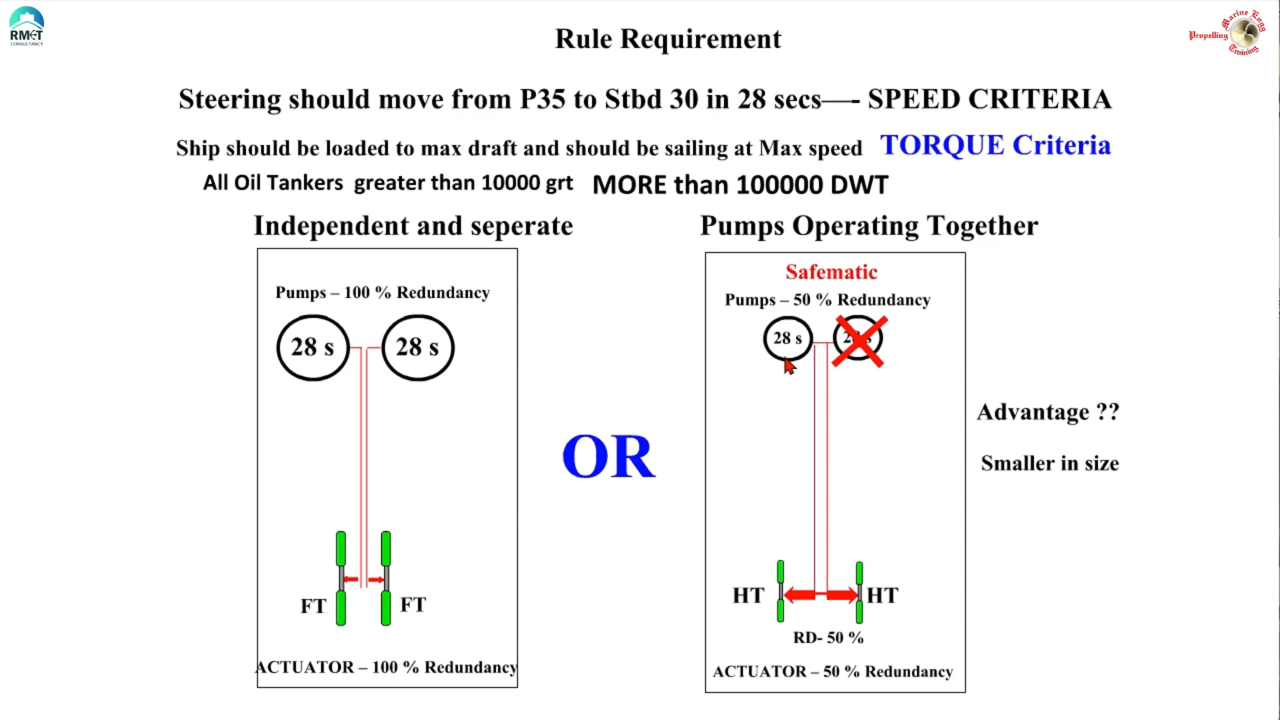 RMCT
CONSULTANCY
Marine Engg
Propelling
Training
Rule Requirement
Steering should move from P35 to Stbd 30 in 28 secs—- SPEED CRITERIA
Ship should be loaded to max draft and should be sailing at Max speed TORQUE Criteria
All Oil Tankers greater than 10000 grt MORE than 100000 DWT
Independent and seperate
Pumps Operating Together
Pumps – 100 % Redundancy
28 s 28 s
FT FT
ACTUATOR – 100 % Redundancy
OR
Safematic
Pumps – 50 % Redundancy
28 s
HT HT
RD- 50 %
ACTUATOR – 50 % Redundancy
Advantage ??
Smaller in size